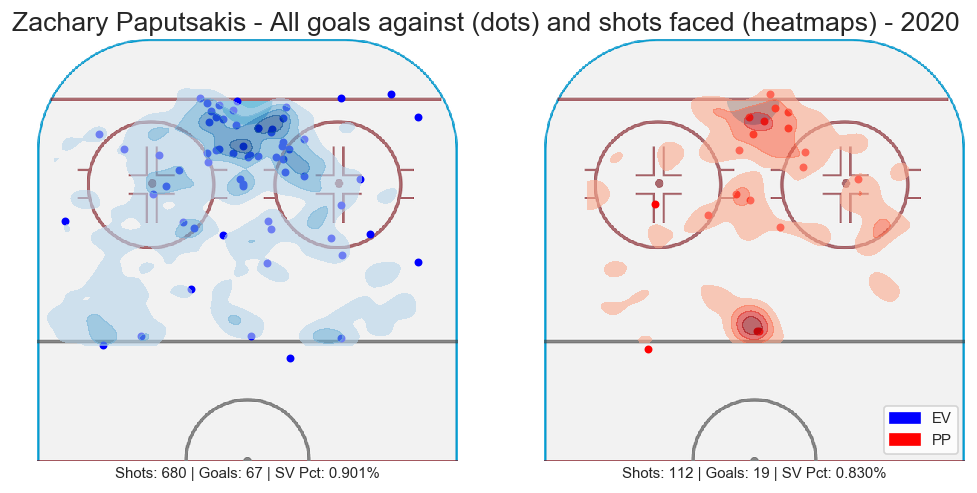 Zachary Paputsakis - All goals against (dots) and shots faced (heatmaps) - 2020
EV
PP
Shots: 680 | Goals: 67 | SV Pct: 0.901%
Shots: 112 | Goals: 19 | SV Pct: 0.830%